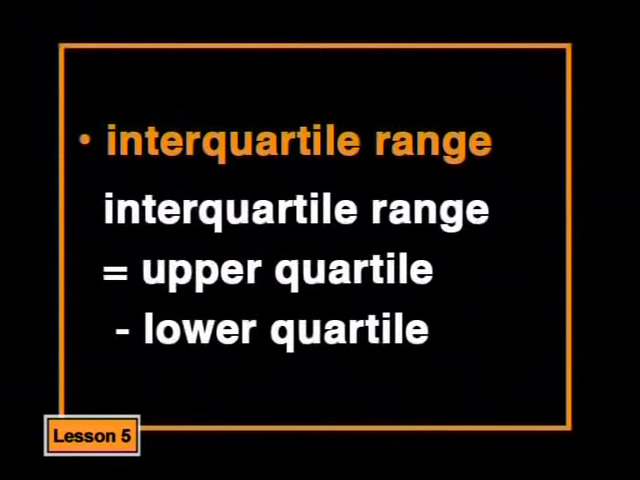 • interquartile range
interquartile range
= upper quartile
- lower quartile
Lesson 5